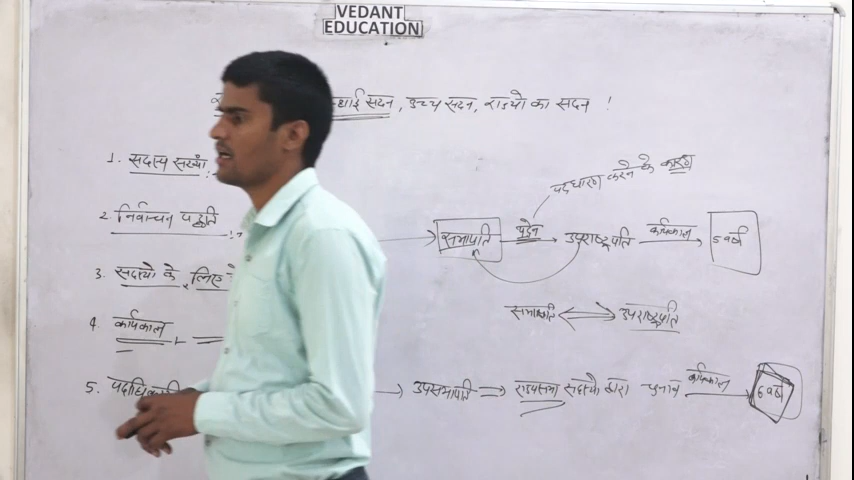 VEDANT
EDUCATION
स्थाई सदन, उच्च सदन, राज्यो का सदन !
पदधारण करने के कारण
1. सदस्य संख्याँ :-
2. निर्वाचन पद्धति :-
सभापति पदेन उपराष्ट्रपति कार्यकाल 5 वर्ष
3. सदस्यो के लिए
सभापति उपराष्ट्रपति
4. कार्यकाल
5. उपसभापति राज्यसभा सदस्यो द्वारा चुनाव कार्यकाल 6 वर्ष